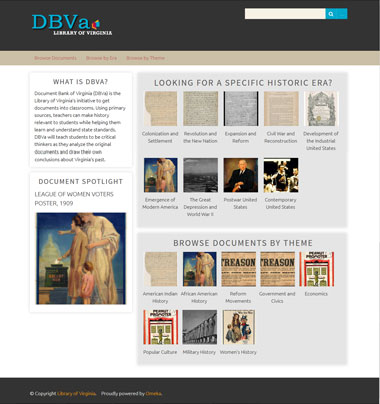 DBVa
LIBRARY OF VIRGINIA
Browse Documents Browse by Era Browse by Theme
WHAT IS DBVA?
Document Bank of Virginia (DBVa) is the
Library of Virginia's initiative to get
documents into classrooms. Using primary
sources, teachers can make history
relevant to students while helping them
learn and understand state standards.
DBVa will teach students to be critical
thinkers as they analyze the original
documents and draw their own
conclusions about Virginia's past.
DOCUMENT SPOTLIGHT
LEAGUE OF WOMEN VOTERS
POSTER, 1909
LOOKING FOR A SPECIFIC HISTORIC ERA?
Colonization and
Settlement
Revolution and
the New Nation
Expansion and
Reform
Civil War and
Reconstruction
Development of
the Industrial
United States
Emergence of
Modern America
The Great
Depression and
World War II
Postwar United
States
Contemporary
United States
BROWSE DOCUMENTS BY THEME
TREASON
TREASON
PEANUT
PROMOTER
American Indian
History
African American
History
Reform
Movements
Government and
Civics
Economics
PEANUT
PROMOTER
Popular Culture
Military History
Women's History
© Copyright Library of Virginia. Proudly powered by Omeka.